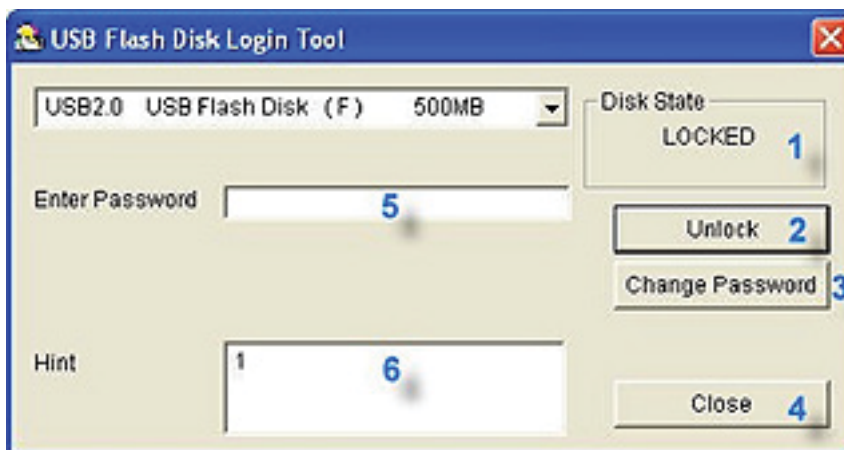 USB Flash Disk Login Tool
USB2.0 USB Flash Disk (F) 500MB
Disk State
LOCKED 1
Enter Password 5
Unlock 2
Change Password 3
Hint 1 6
Close 4